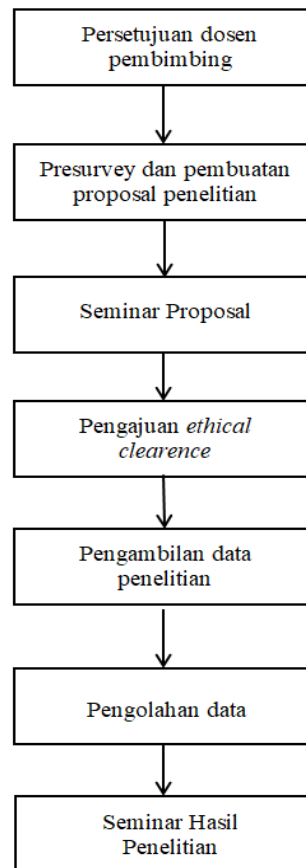 Persetujuan dosen
pembimbing
Presurvey dan pembuatan
proposal penelitian
Seminar Proposal
Pengajuan ethical
clearence
Pengambilan data
penelitian
Pengolahan data
Seminar Hasil
Penelitian